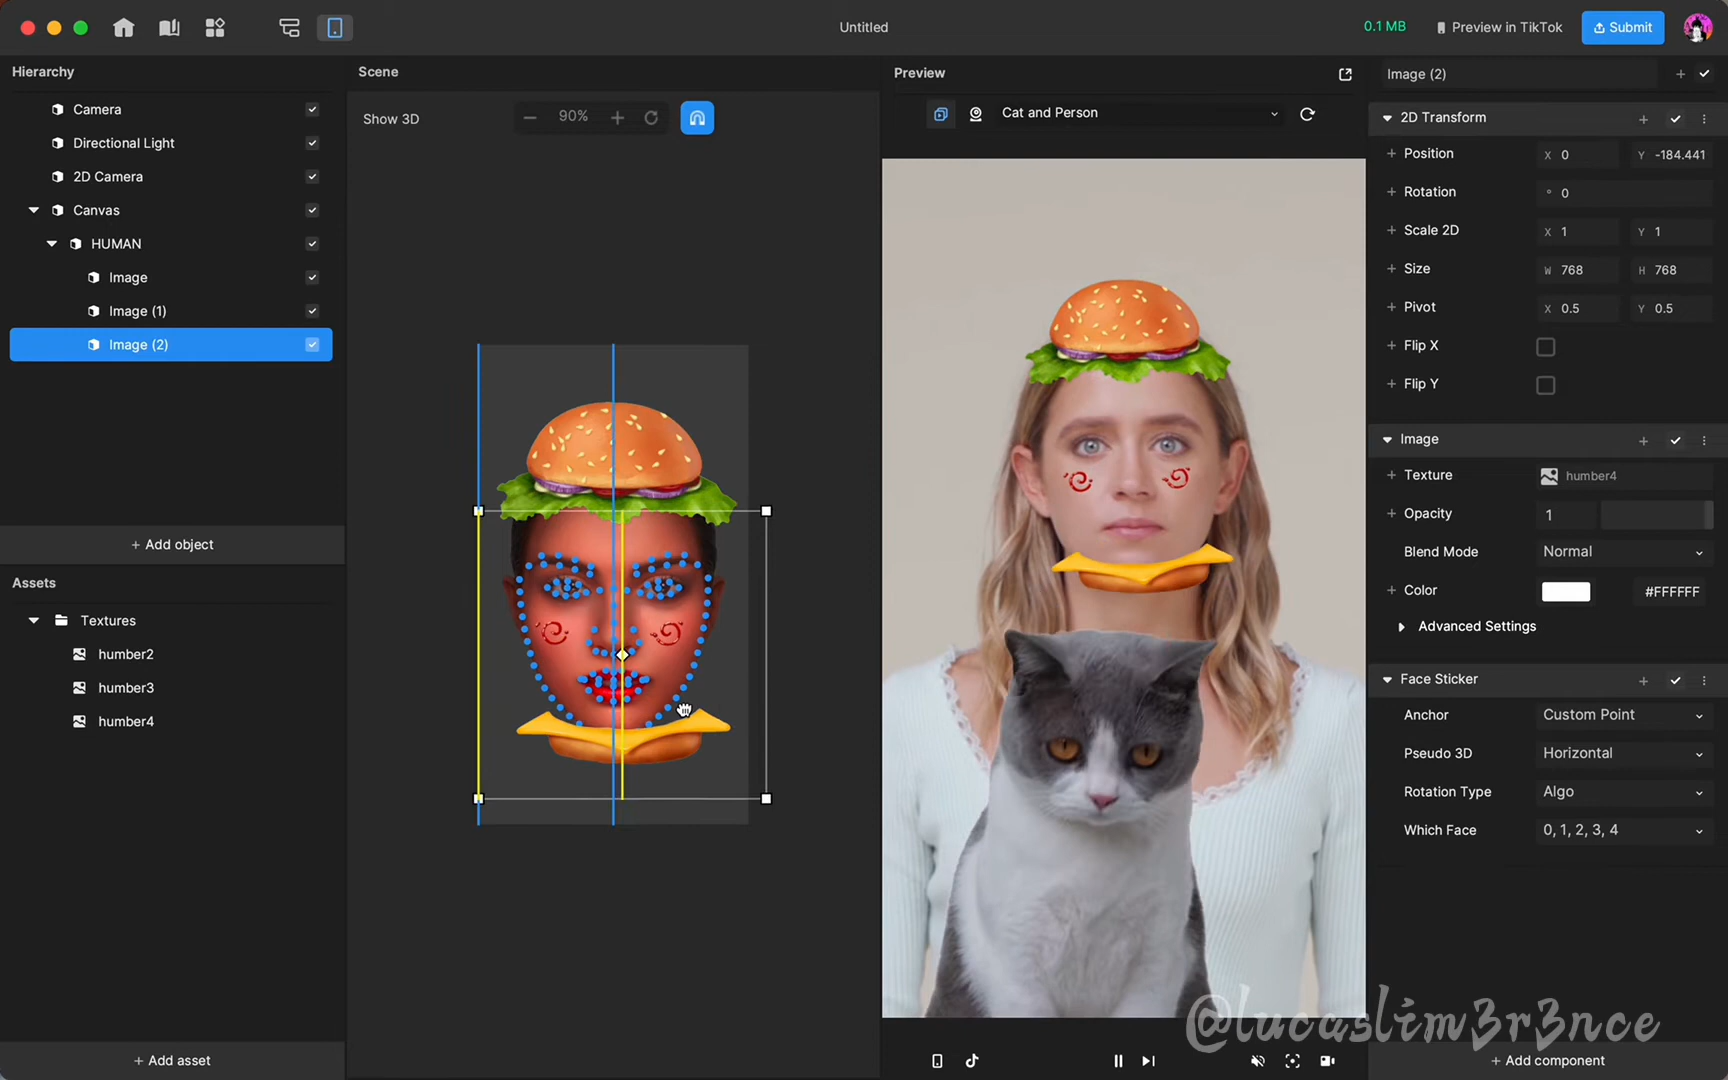 Untitled
0.1 MB
Preview in TikTok
Submit
Hierarchy
Camera
Directional Light
2D Camera
Canvas
HUMAN
Image
Image (1)
Image (2)
+ Add object
Assets
Textures
humber2
humber3
humber4
+ Add asset
Scene
Show 3D
90%
Preview
Cat and Person
Image (2)
2D Transform
Position
X 0
Y -184.441
Rotation
° 0
Scale 2D
X 1
Y 1
Size
W 768
H 768
Pivot
X 0.5
Y 0.5
Flip X
Flip Y
Image
Texture
humber4
Opacity
1
Blend Mode
Normal
Color
#FFFFFF
Advanced Settings
Face Sticker
Anchor
Custom Point
Pseudo 3D
Horizontal
Rotation Type
Algo
Which Face
0, 1, 2, 3, 4
@lucaslim3r3nce
+ Add component